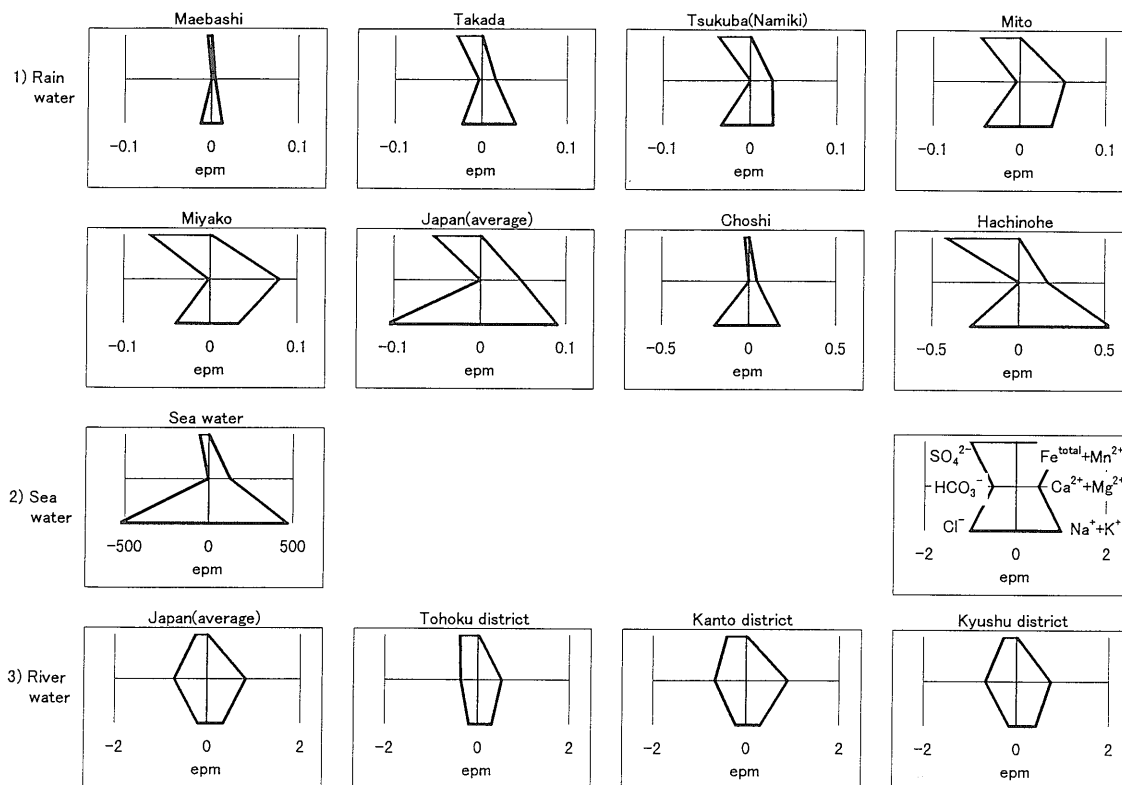 Maebashi
Takada
Tsukuba(Namiki)
Mito
1) Rain
water
-0.1 0 0.1
epm
-0.1 0 0.1
epm
-0.1 0 0.1
epm
-0.1 0 0.1
epm
Miyako
Japan(average)
Choshi
Hachinohe
-0.1 0 0.1
epm
-0.1 0 0.1
epm
-0.5 0 0.5
epm
-0.5 0 0.5
epm
Sea water
2) Sea
water
-500 0 500
epm
SO₄²⁻ Fe^total+Mn²⁺
HCO₃⁻ Ca²⁺+Mg²⁺
Cl⁻ Na⁺+K⁺
-2 0 2
epm
Japan(average)
Tohoku district
Kanto district
Kyushu district
3) River
water
-2 0 2
epm
-2 0 2
epm
-2 0 2
epm
-2 0 2
epm